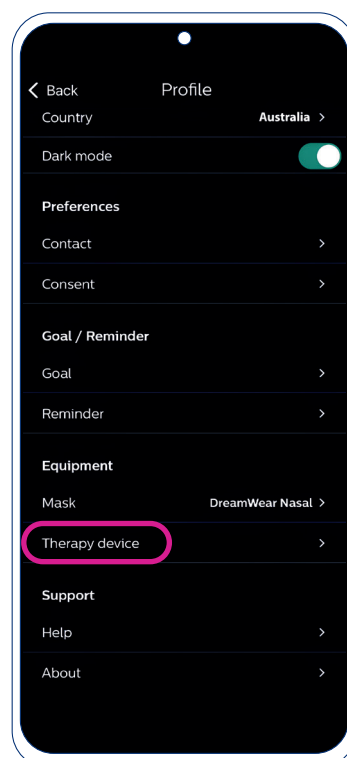 Back Profile
Country Australia
Dark mode
Preferences
Contact
Consent
Goal / Reminder
Goal
Reminder
Equipment
Mask DreamWear Nasal
Therapy device
Support
Help
About